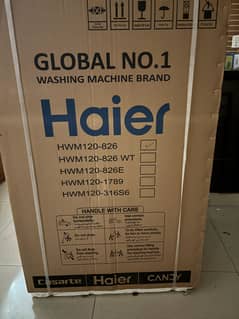 GLOBAL NO.1
WASHING MACHINE BRAND
Haier
HWM120-826
HWM120-826 WT
HWM120-826E
HWM120-1789
HWM120-316S6
HANDLE WITH CARE
Casarte Haier CANDY